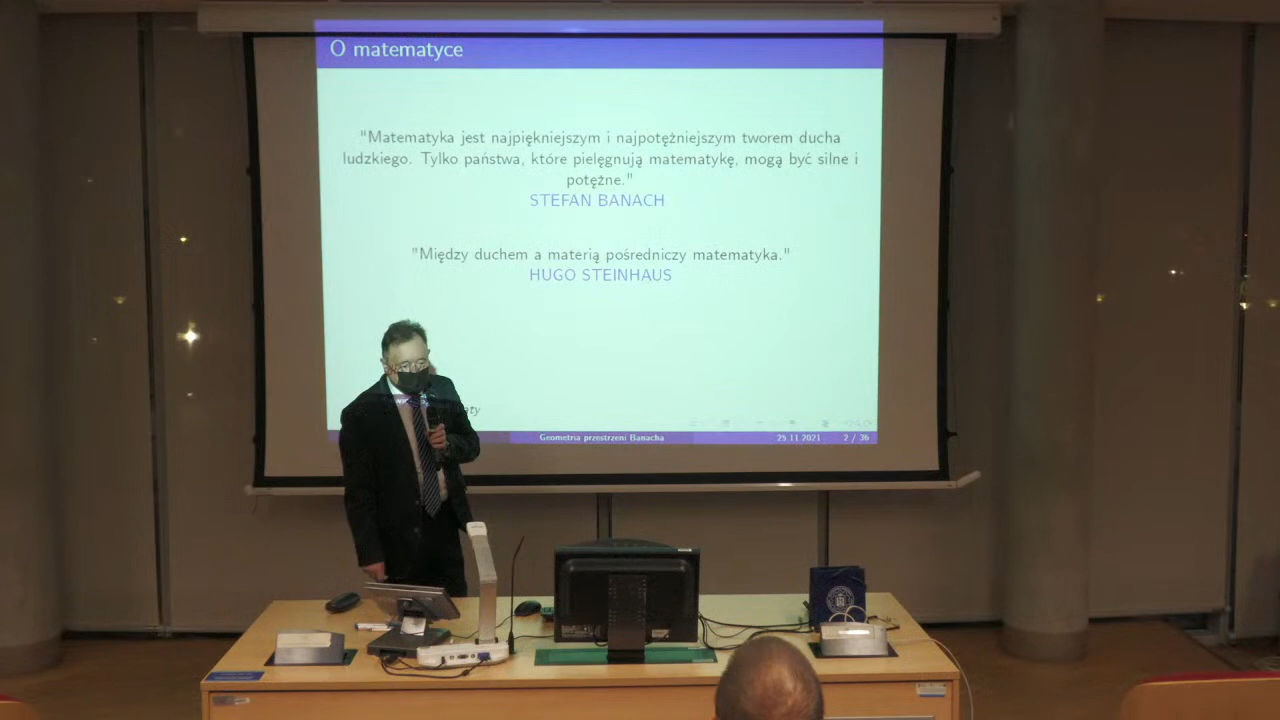 O matematyce
"Matematyka jest najpiękniejszym i najpotężniejszym tworem ducha
ludzkiego. Tylko państwa, które pielęgnują matematykę, mogą być silne i
potężne."
STEFAN BANACH
"Między duchem a materią pośredniczy matematyka."
HUGO STEINHAUS
Geometria przestrzeni Banacha
25.11.2021
2 / 36